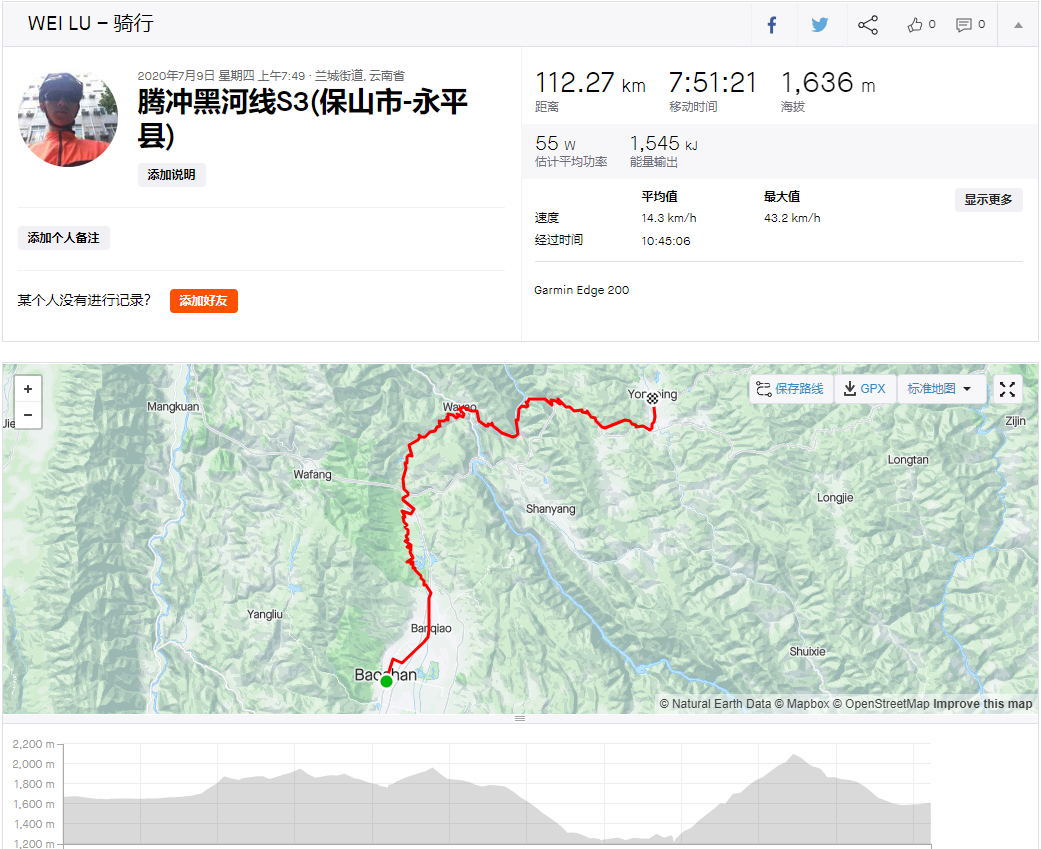 WEI LU – 骑行
0
0
2020年7月9日 星期四 上午7:49 · 兰城街道, 云南省
腾冲黑河线S3(保山市-永平
县)
添加说明
添加个人备注
某个人没有进行记录?
添加好友
112.27 km
距离
7:51:21
移动时间
1,636 m
海拔
55 W
估计平均功率
1,545 kJ
能量输出
平均值
最大值
显示更多
速度
14.3 km/h
43.2 km/h
经过时间
10:45:06
Garmin Edge 200
+
−
保存路线
GPX
标准地图
Mangkuan
Jie
Wafang
Shanyang
Zijin
Longtan
Longjie
Yangliu
Banqiao
Shuixie
© Natural Earth Data © Mapbox © OpenStreetMap Improve this map
2,200 m
2,000 m
1,800 m
1,600 m
1,400 m
1,200 m